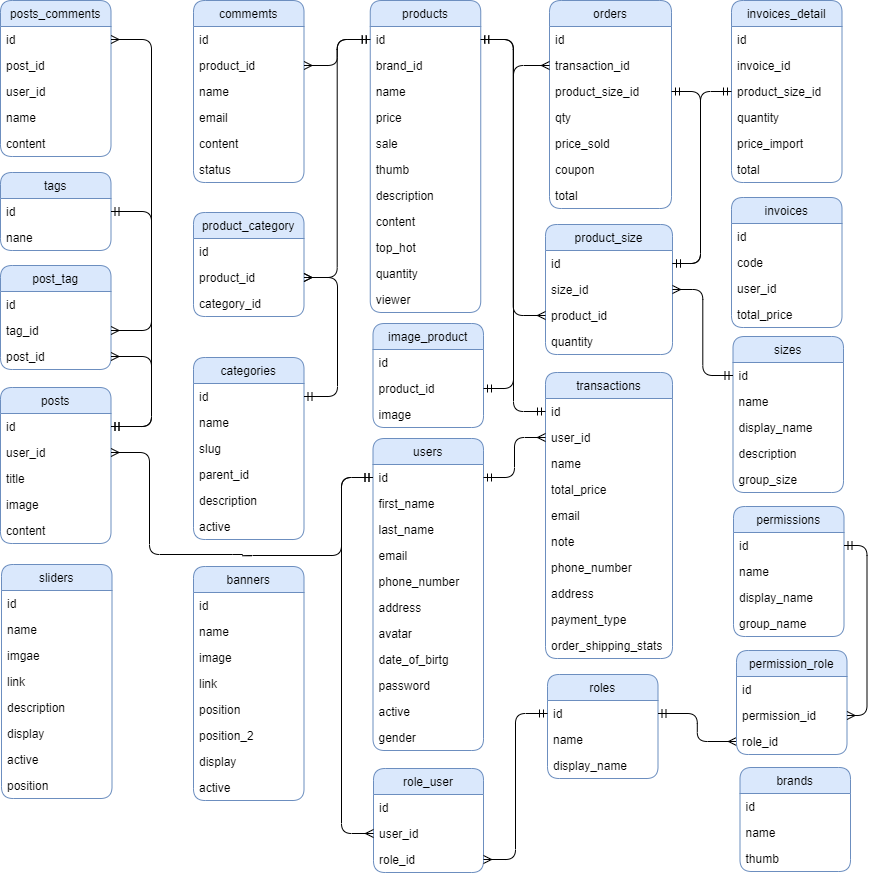 posts_comments
id
post_id
user_id
name
content
tags
id
nane
post_tag
id
tag_id
post_id
posts
id
user_id
title
image
content
sliders
id
name
imgae
link
description
display
active
position
commemts
id
product_id
name
email
content
status
product_category
id
product_id
category_id
categories
id
name
slug
parent_id
description
active
banners
id
name
image
link
position
position_2
display
active
products
id
brand_id
name
price
sale
thumb
description
content
top_hot
quantity
viewer
image_product
id
product_id
image
users
id
first_name
last_name
email
phone_number
address
avatar
date_of_birtg
password
active
gender
role_user
id
user_id
role_id
orders
id
transaction_id
product_size_id
qty
price_sold
coupon
total
product_size
id
size_id
product_id
quantity
transactions
id
user_id
name
total_price
email
note
phone_number
address
payment_type
order_shipping_stats
roles
id
name
display_name
invoices_detail
id
invoice_id
product_size_id
quantity
price_import
total
invoices
id
code
user_id
total_price
sizes
id
name
display_name
description
group_size
permissions
id
name
display_name
group_name
permission_role
id
permission_id
role_id
brands
id
name
thumb